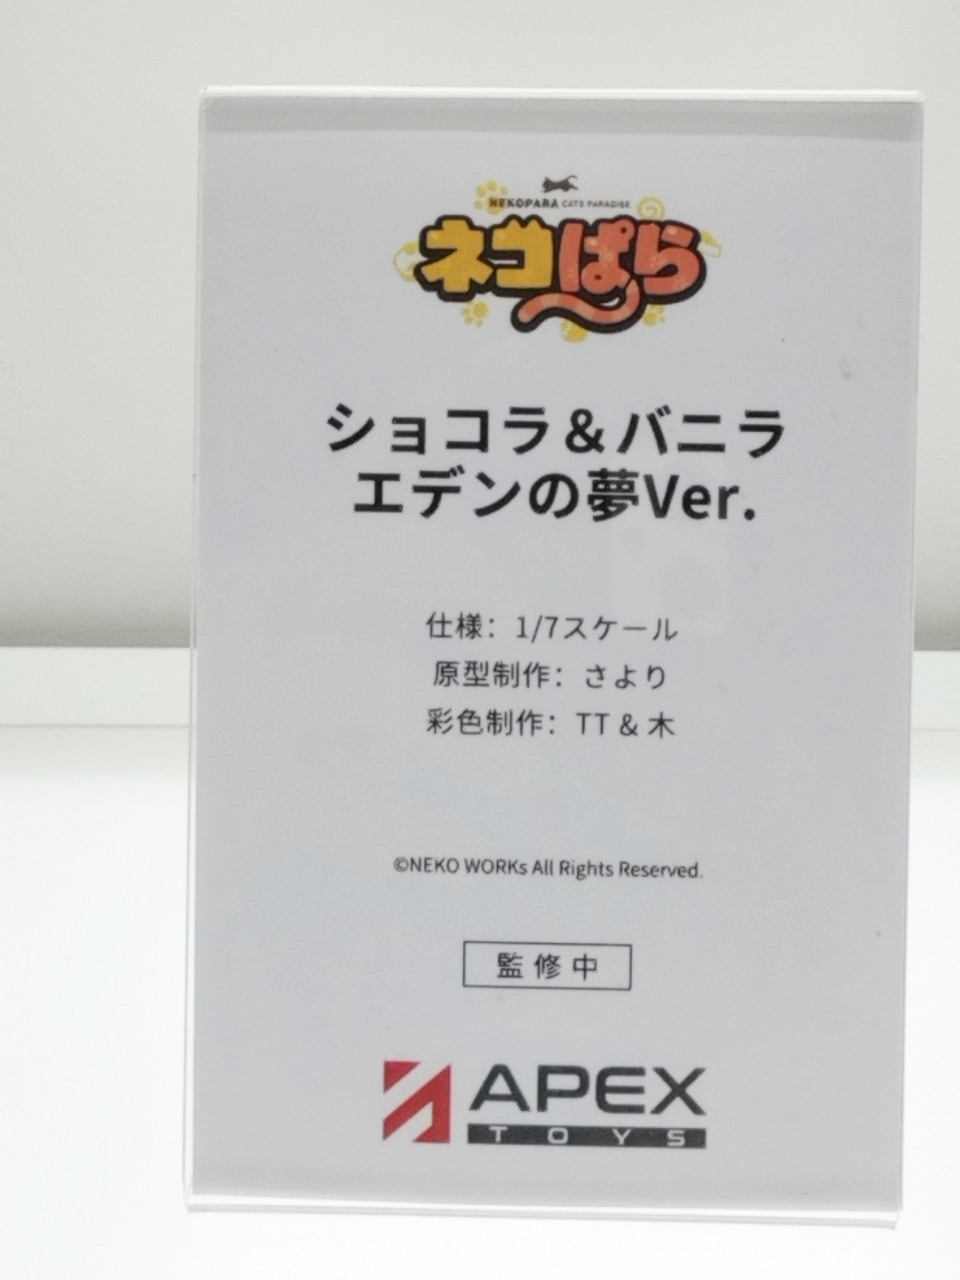 NEKOPARA CATS PARADISE
ネコぱら
ショコラ&バニラ
エデンの夢Ver.
仕様：1/7スケール
原型制作：さより
彩色制作：TT & 木
©NEKO WORKs All Rights Reserved.
監修中
APEX
TOYS